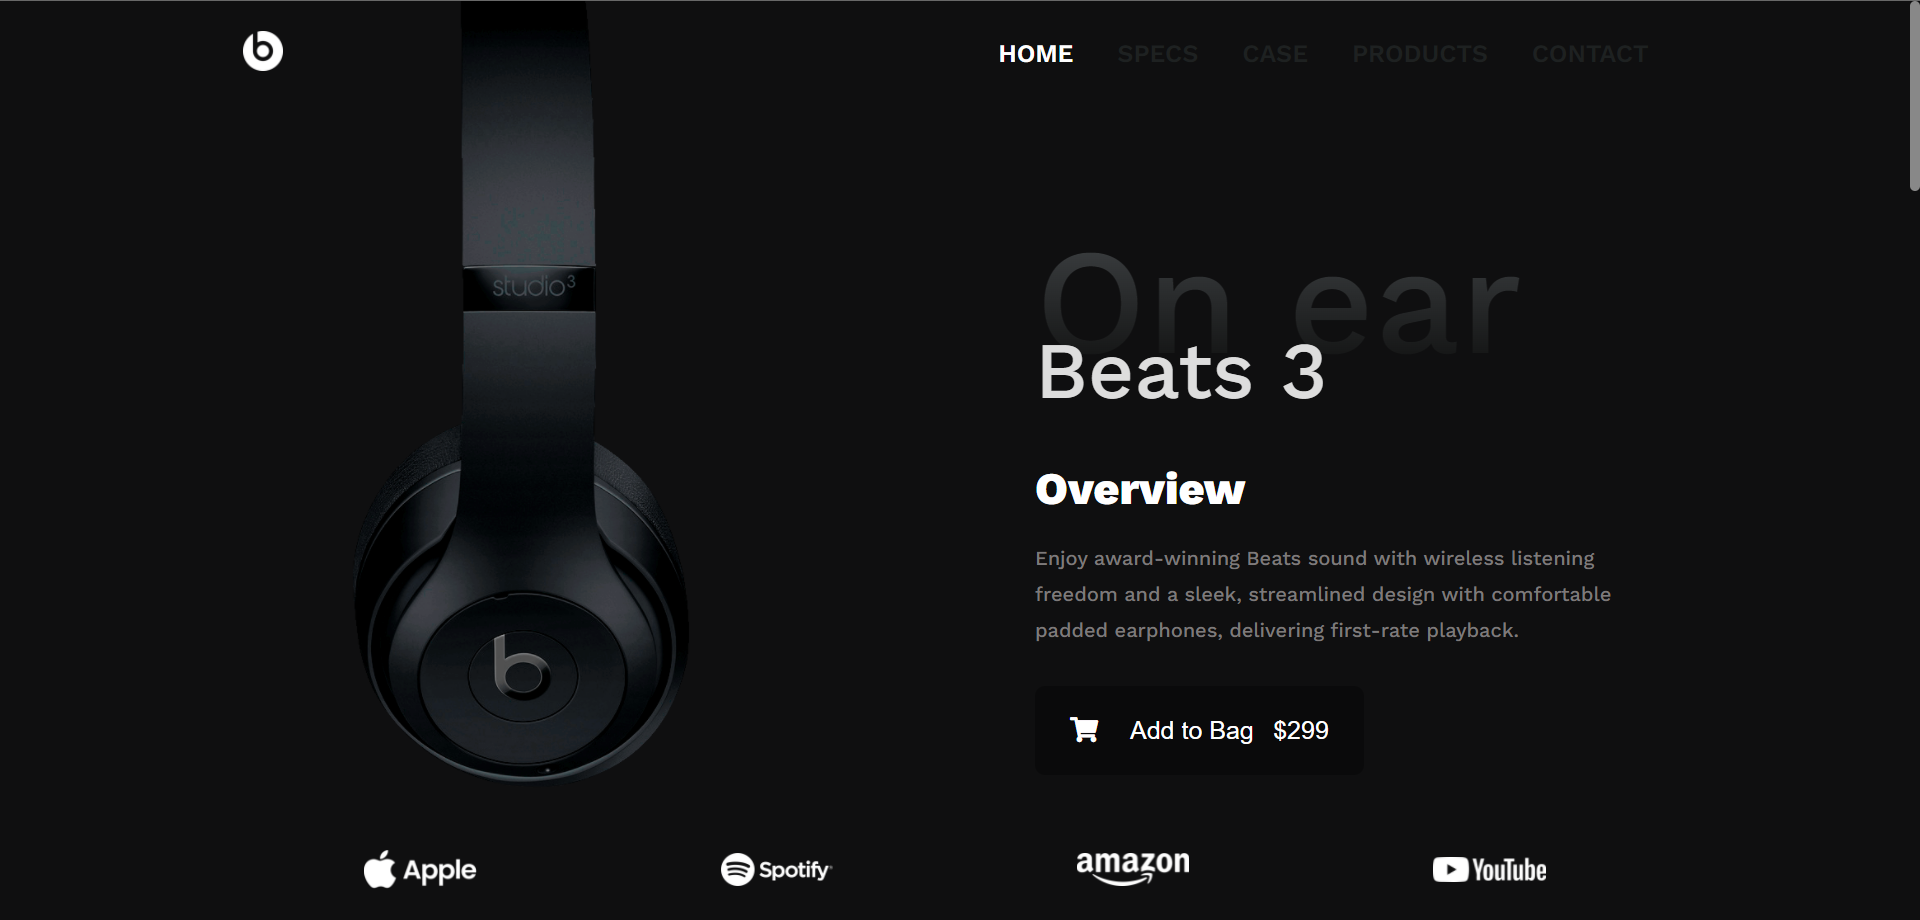 HOME SPECS CASE PRODUCTS CONTACT
studio3
On ear
Beats 3
Overview
Enjoy award-winning Beats sound with wireless listening
freedom and a sleek, streamlined design with comfortable
padded earphones, delivering first-rate playback.
Add to Bag $299
Apple Spotify amazon YouTube